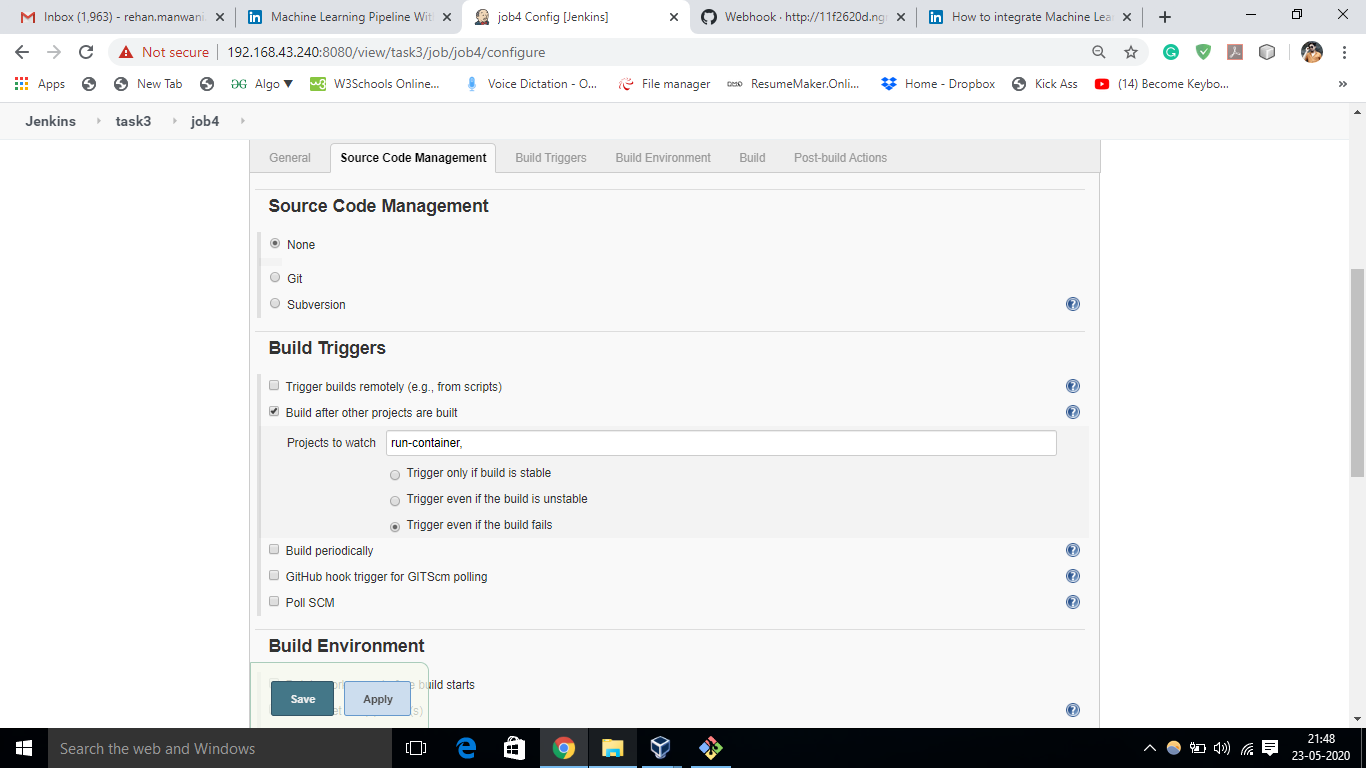 Inbox (1,963) - rehan.manwani
Machine Learning Pipeline Wit
job4 Config [Jenkins]
Webhook · http://11f2620d.ng
How to integrate Machine Lea
Not secure 192.168.43.240:8080/view/task3/job/job4/configure
Apps New Tab Algo ▼ W3Schools Online... Voice Dictation - O... File manager ResumeMaker.Onli... Home - Dropbox Kick Ass (14) Become Keybo... »
Jenkins task3 job4
General Source Code Management Build Triggers Build Environment Build Post-build Actions
Source Code Management
None
Git
Subversion
Build Triggers
Trigger builds remotely (e.g., from scripts)
Build after other projects are built
Projects to watch run-container,
Trigger only if build is stable
Trigger even if the build is unstable
Trigger even if the build fails
Build periodically
GitHub hook trigger for GITScm polling
Poll SCM
Build Environment
build starts
Save Apply
Search the web and Windows
21:48
23-05-2020